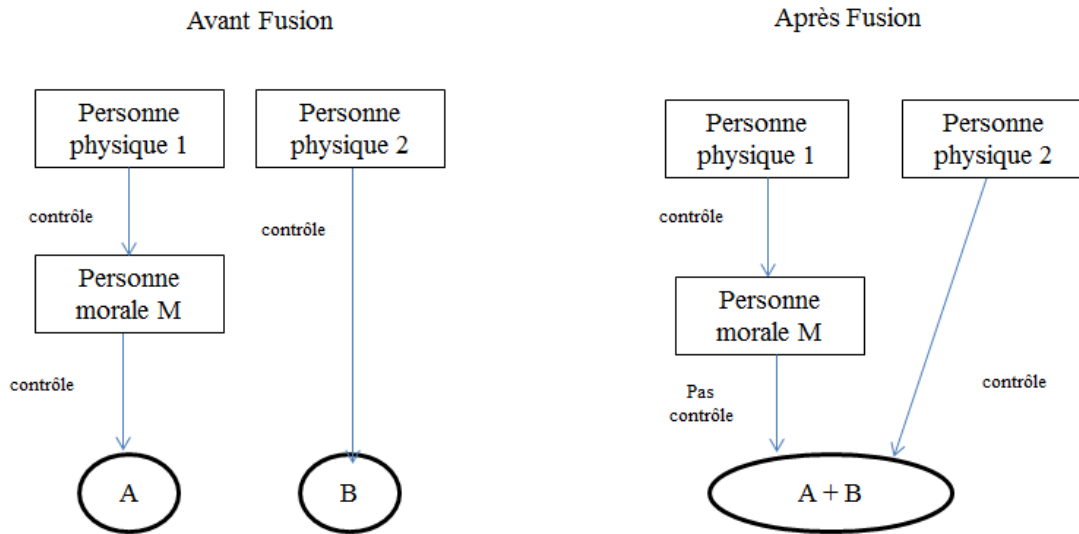 Avant Fusion
Personne
physique 1
Personne
physique 2
contrôle
contrôle
Personne
morale M
contrôle
A
B
Après Fusion
Personne
physique 1
Personne
physique 2
contrôle
Personne
morale M
Pas
contrôle
contrôle
A + B